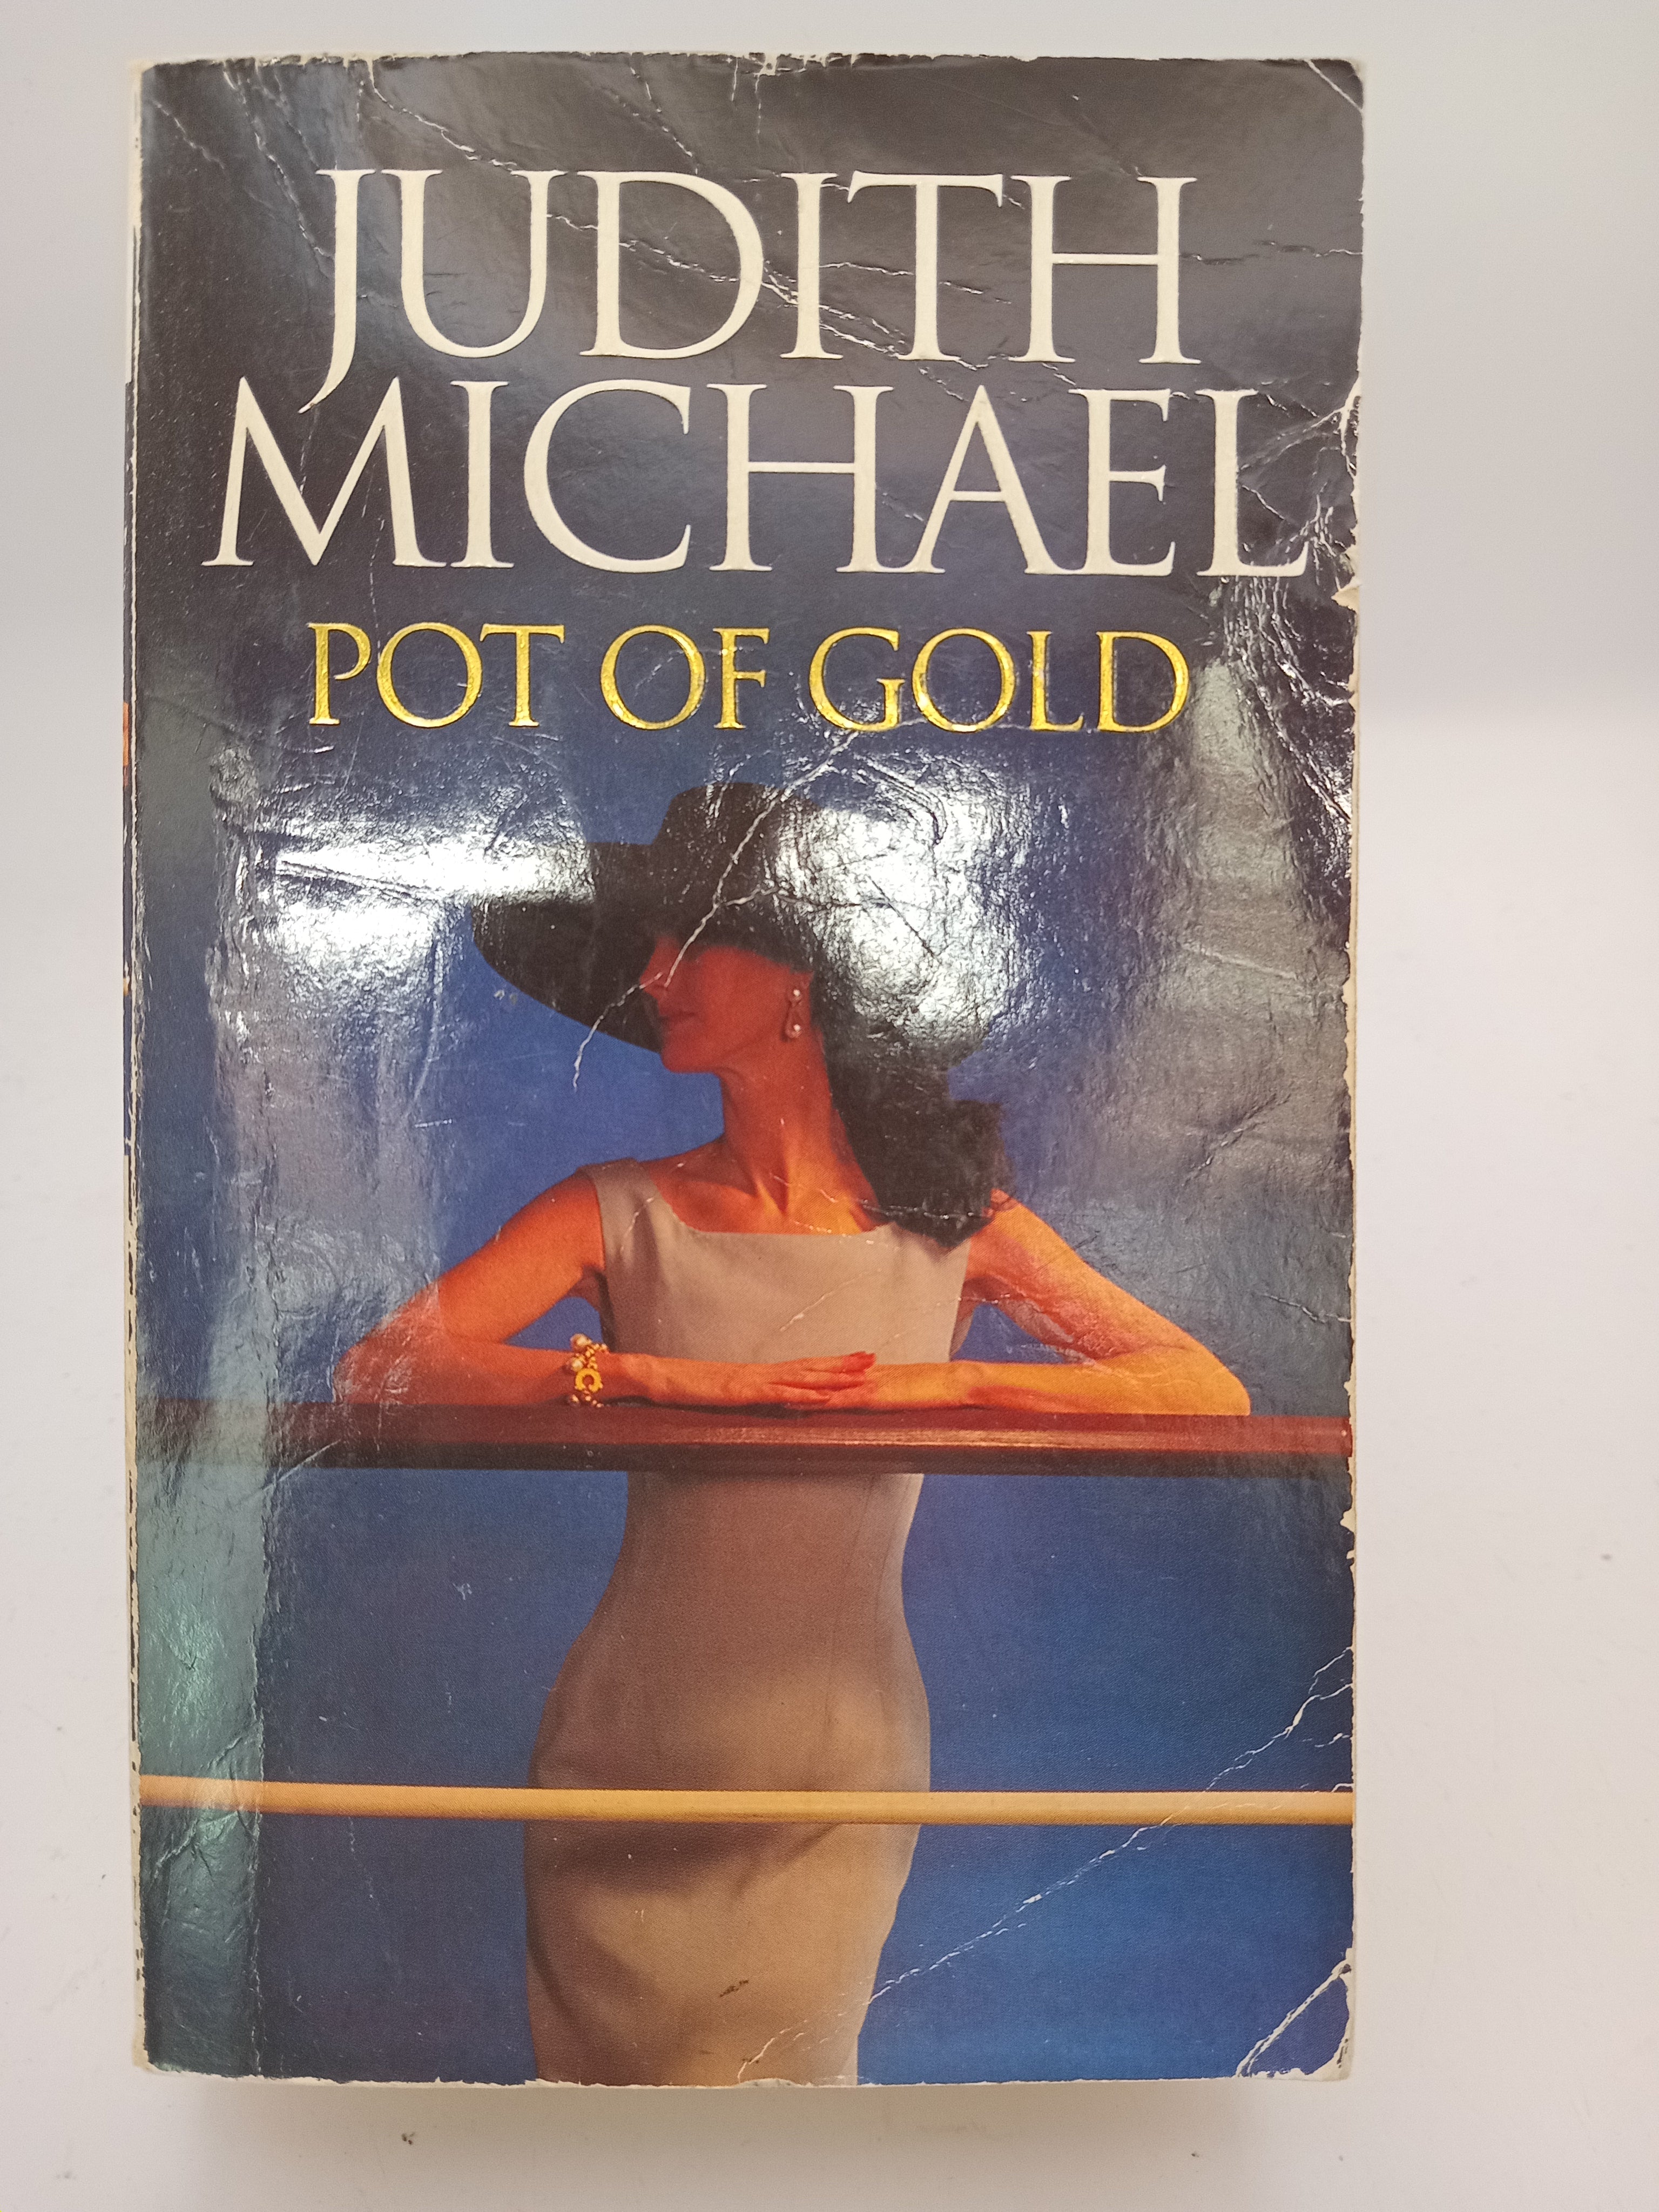 JUDITH
MICHAEL
POT OF GOLD